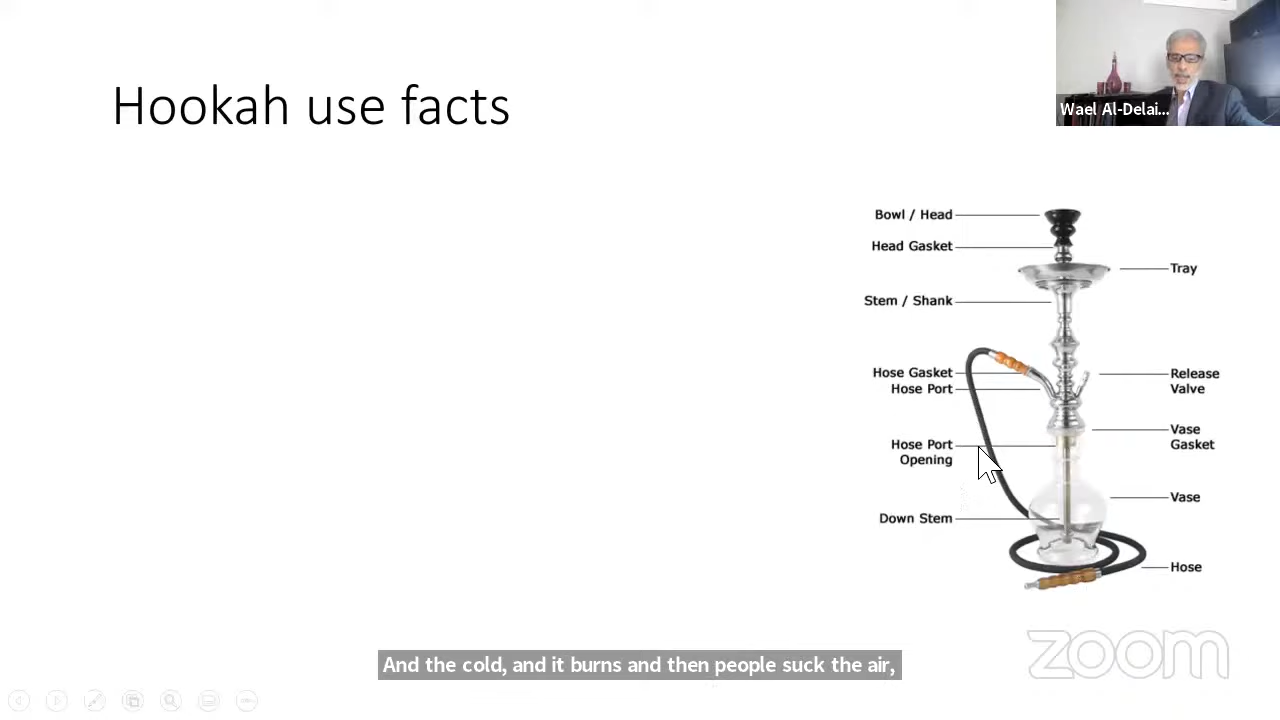 Hookah use facts
Wael Al-Delai...
Bowl / Head
Head Gasket
Tray
Stem / Shank
Hose Gasket
Hose Port
Release
Valve
Vase
Gasket
Hose Port
Opening
Vase
Down Stem
Hose
zoom
And the cold, and it burns and then people suck the air,